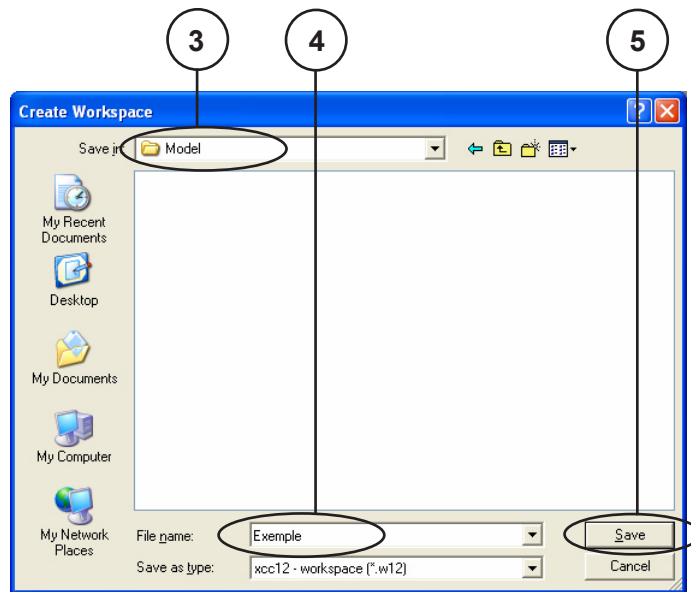 3 4 5
Create Workspace
Save in: Model
My Recent
Documents
Desktop
My Documents
My Computer
My Network
Places
File name: Exemple Save
Save as type: xcc12 - workspace (*.w12) Cancel